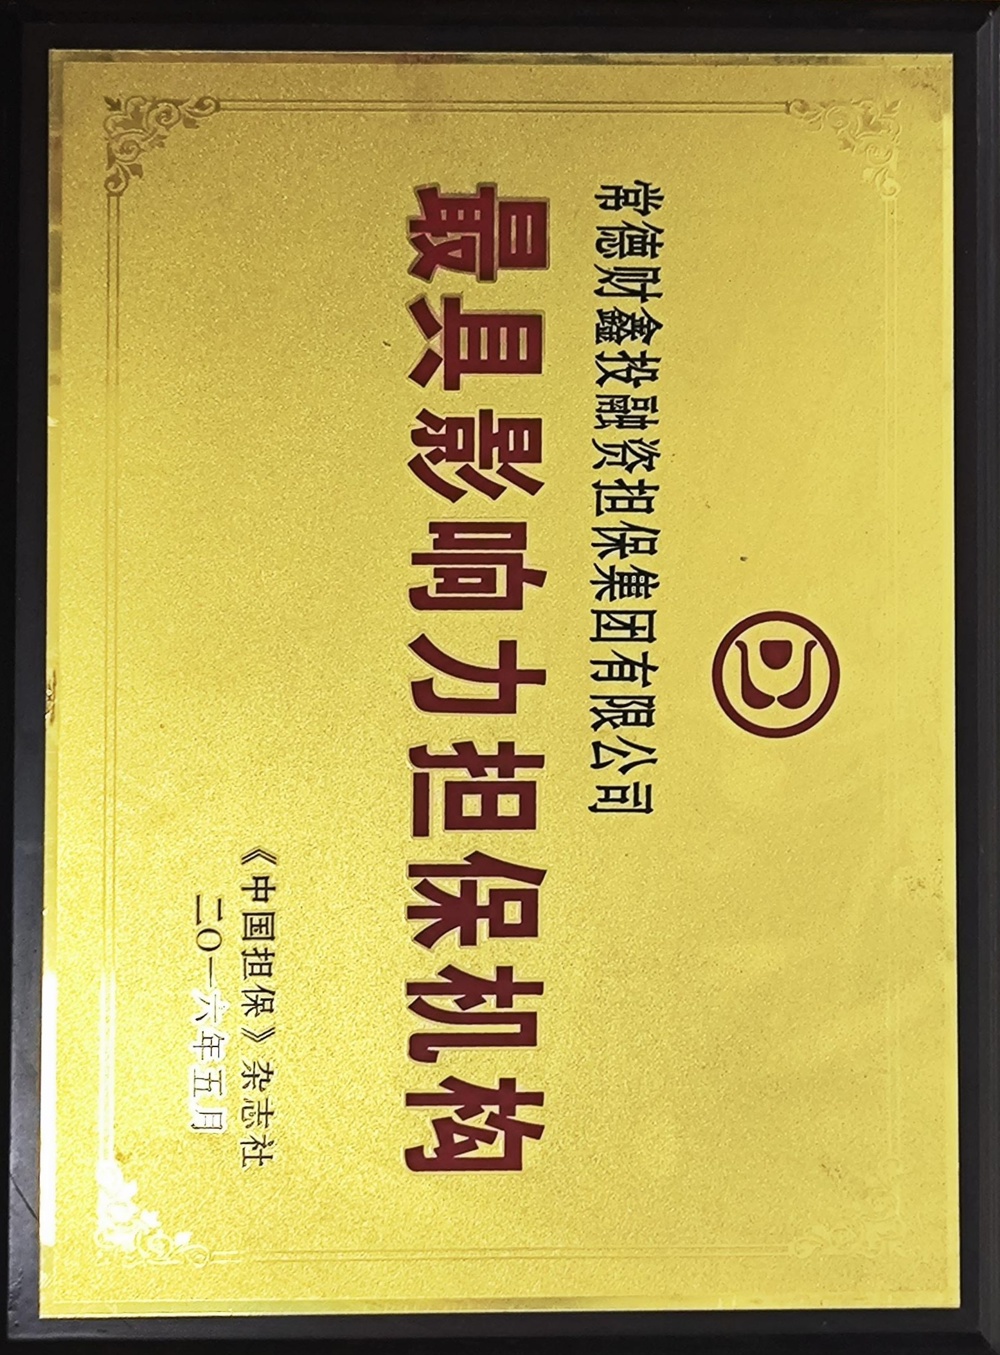 常德财鑫投融资担保集团有限公司
最具影响力担保机构
《中国担保》杂志社
二〇一六年五月